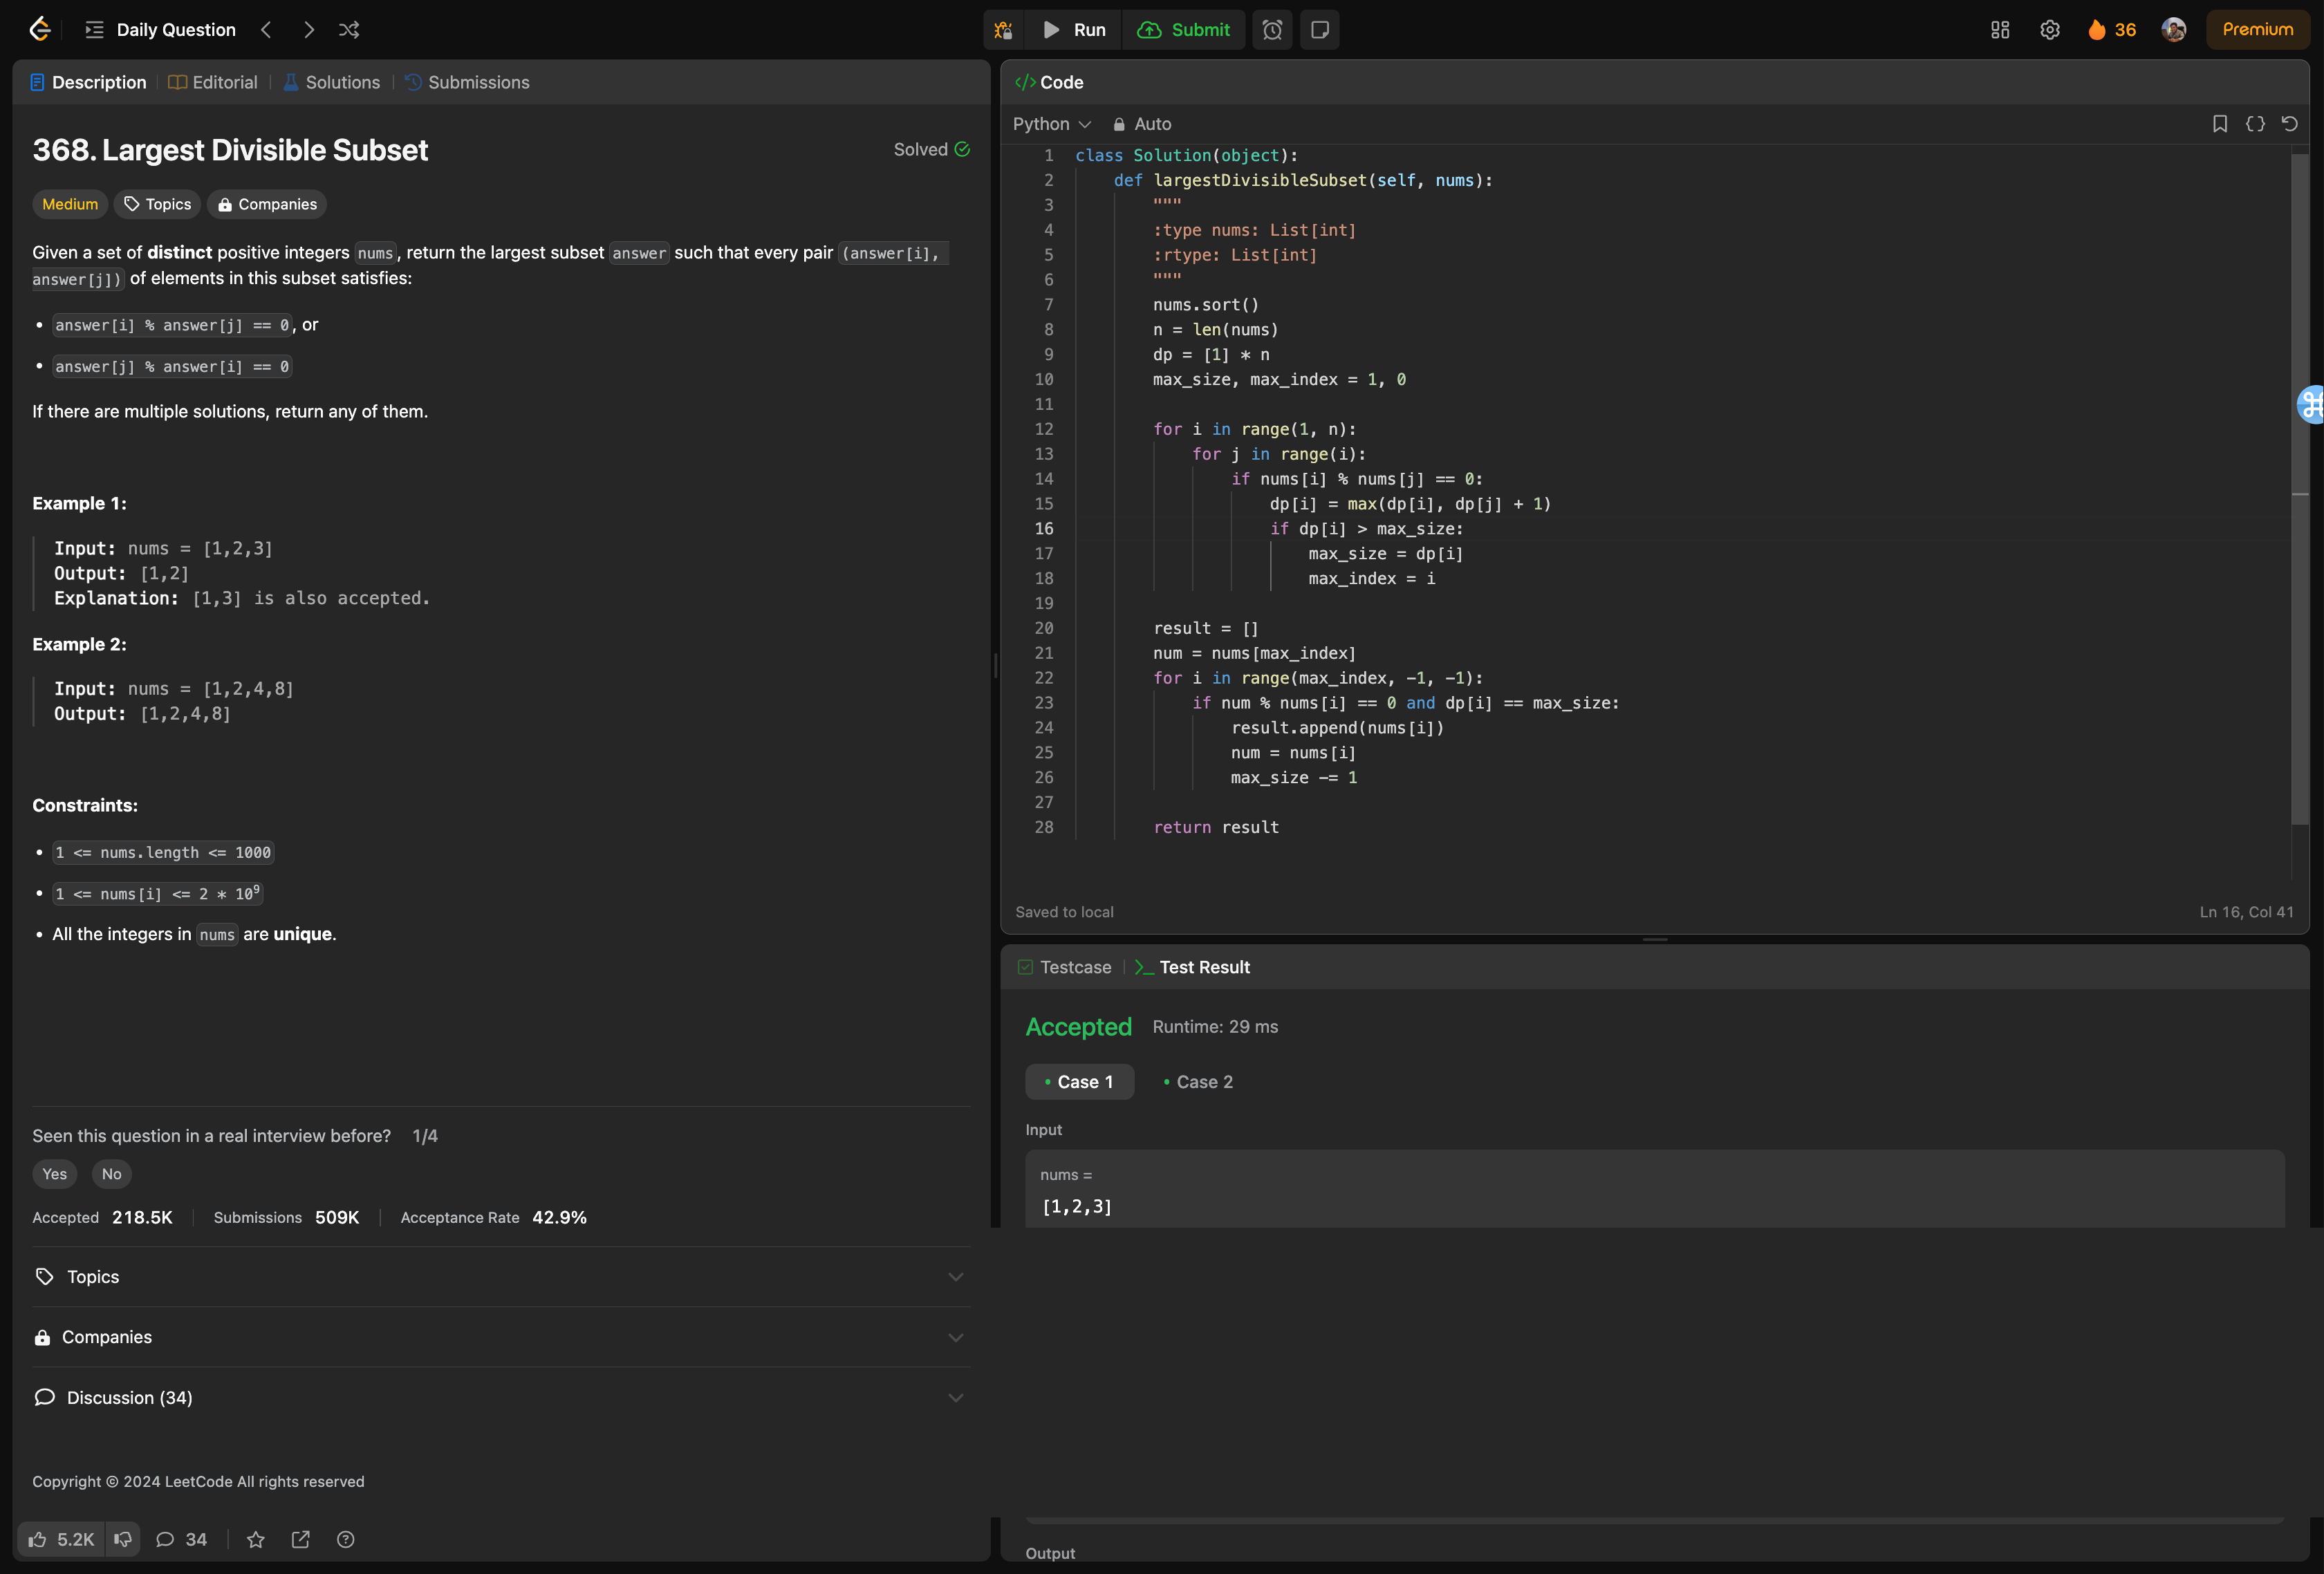 Daily Question
Run
Submit
36
Premium
Description
Editorial
Solutions
Submissions
368. Largest Divisible Subset
Solved
Medium
Topics
Companies
Given a set of distinct positive integers nums, return the largest subset answer such that every pair (answer[i],
answer[j]) of elements in this subset satisfies:
• answer[i] % answer[j] == 0, or
• answer[j] % answer[i] == 0
If there are multiple solutions, return any of them.
Example 1:
Input: nums = [1,2,3]
Output: [1,2]
Explanation: [1,3] is also accepted.
Example 2:
Input: nums = [1,2,4,8]
Output: [1,2,4,8]
Constraints:
• 1 <= nums.length <= 1000
• 1 <= nums[i] <= 2 * 10⁹
• All the integers in nums are unique.
Seen this question in a real interview before? 1/4
Yes
No
Accepted 218.5K
Submissions 509K
Acceptance Rate 42.9%
Topics
Companies
Discussion (34)
Copyright © 2024 LeetCode All rights reserved
5.2K
34
</> Code
Python
Auto
1 class Solution(object):
2     def largestDivisibleSubset(self, nums):
3         """
4         :type nums: List[int]
5         :rtype: List[int]
6         """
7         nums.sort()
8         n = len(nums)
9         dp = [1] * n
10         max_size, max_index = 1, 0
11
12         for i in range(1, n):
13             for j in range(i):
14                 if nums[i] % nums[j] == 0:
15                     dp[i] = max(dp[i], dp[j] + 1)
16                     if dp[i] > max_size:
17                         max_size = dp[i]
18                         max_index = i
19
20         result = []
21         num = nums[max_index]
22         for i in range(max_index, -1, -1):
23             if num % nums[i] == 0 and dp[i] == max_size:
24                 result.append(nums[i])
25                 num = nums[i]
26                 max_size -= 1
27
28         return result
Saved to local
Ln 16, Col 41
Testcase
Test Result
Accepted
Runtime: 29 ms
• Case 1
• Case 2
Input
nums =
[1,2,3]
Output